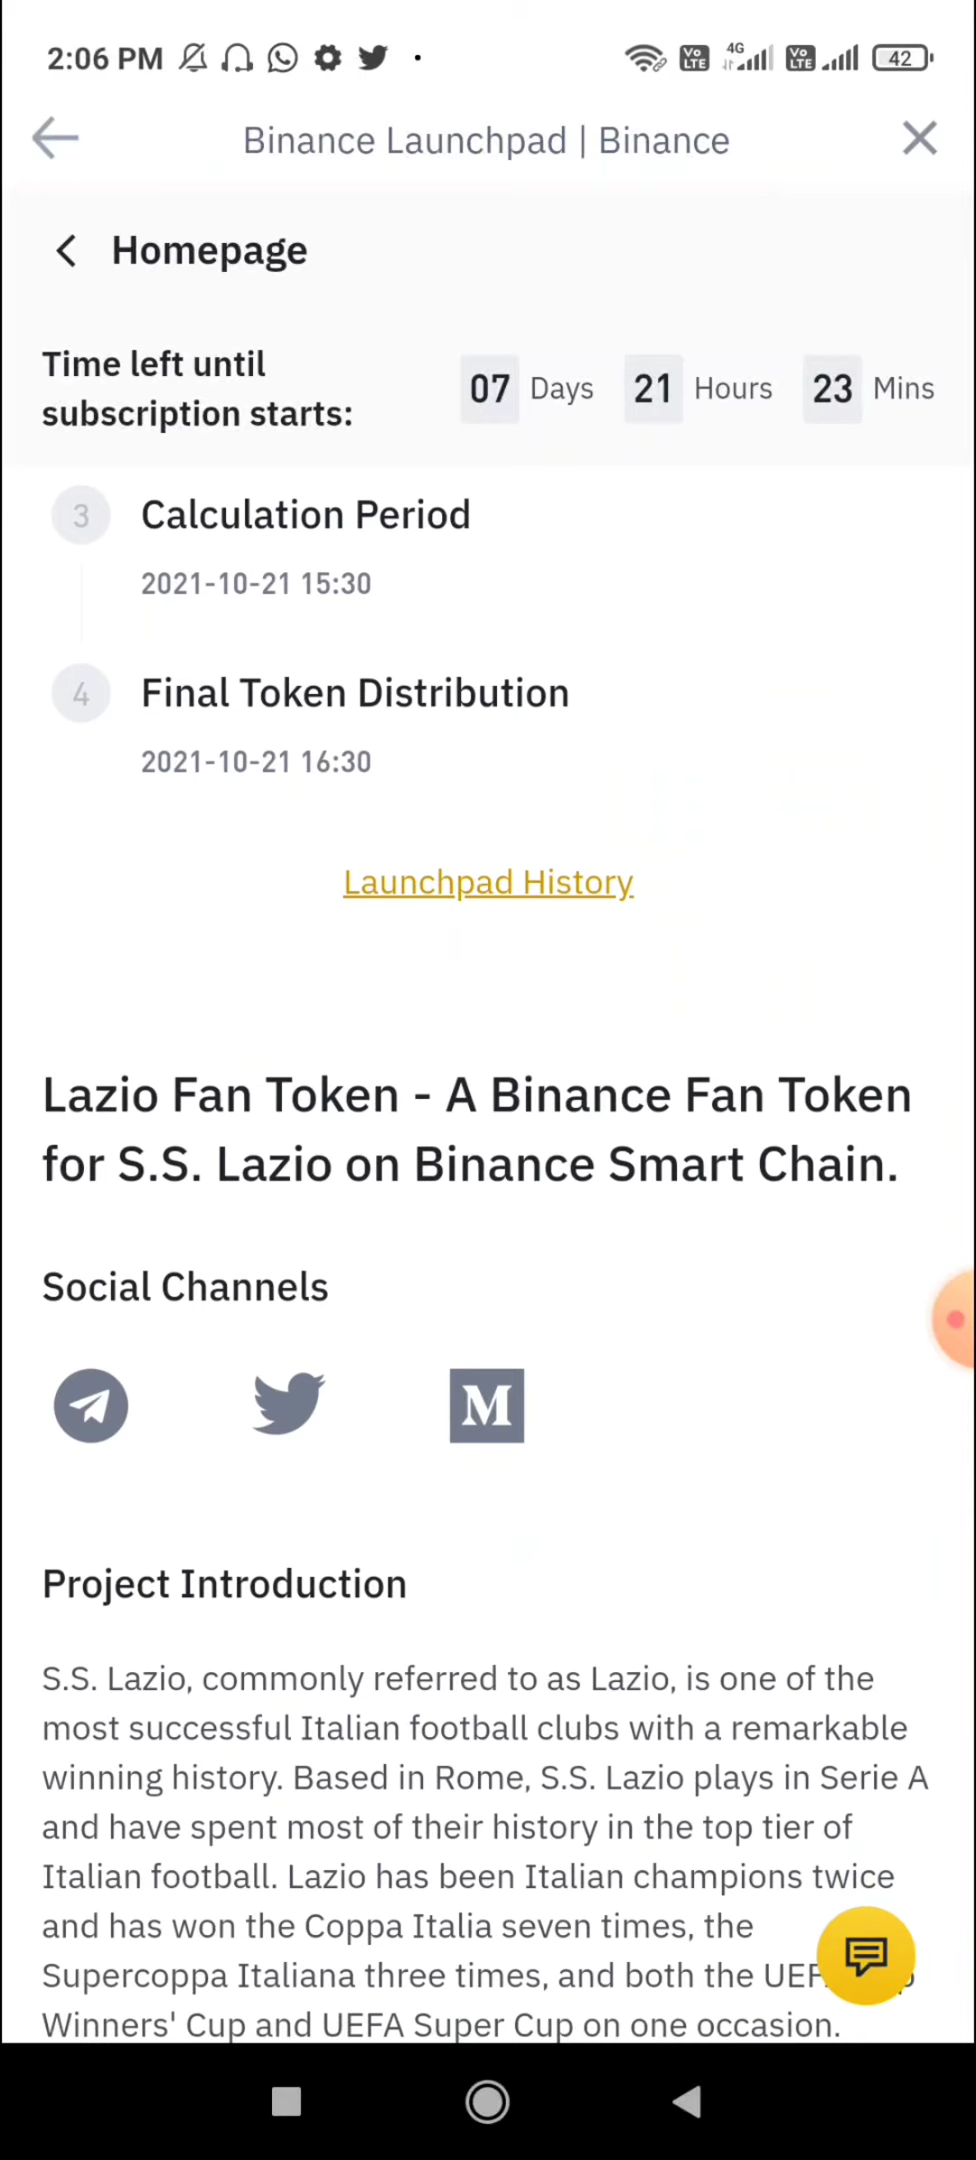 2:06 PM
Vo LTE 4G Vo LTE 42
Binance Launchpad | Binance
Homepage
Time left until
subscription starts:
07 Days 21 Hours 23 Mins
3 Calculation Period
2021-10-21 15:30
4 Final Token Distribution
2021-10-21 16:30
Launchpad History
Lazio Fan Token - A Binance Fan Token
for S.S. Lazio on Binance Smart Chain.
Social Channels
M
Project Introduction
S.S. Lazio, commonly referred to as Lazio, is one of the
most successful Italian football clubs with a remarkable
winning history. Based in Rome, S.S. Lazio plays in Serie A
and have spent most of their history in the top tier of
Italian football. Lazio has been Italian champions twice
and has won the Coppa Italia seven times, the
Supercoppa Italiana three times, and both the
Winners' Cup and UEFA Super Cup on one occasion.